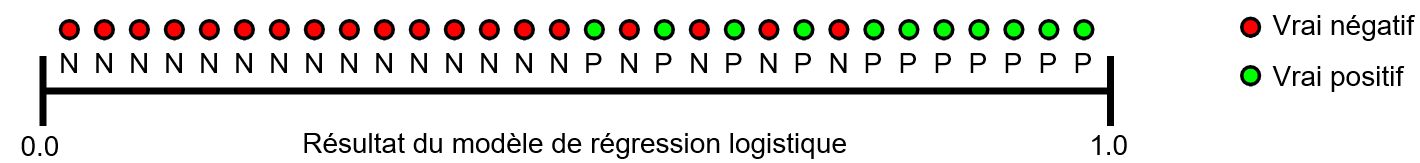 Vrai négatif
N N N N N N N N N N N N N N N P N P N P N P N P P P P P P P
Vrai positif
0.0 Résultat du modèle de régression logistique 1.0